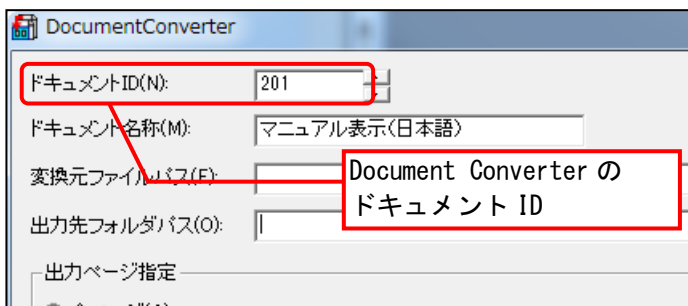 DocumentConverter
ドキュメントID(N): 201
ドキュメント名称(M): マニュアル表示(日本語)
変換元ファイルパス(F):
Document Converter の
ドキュメント ID
出力先フォルダパス(O):
出力ページ指定